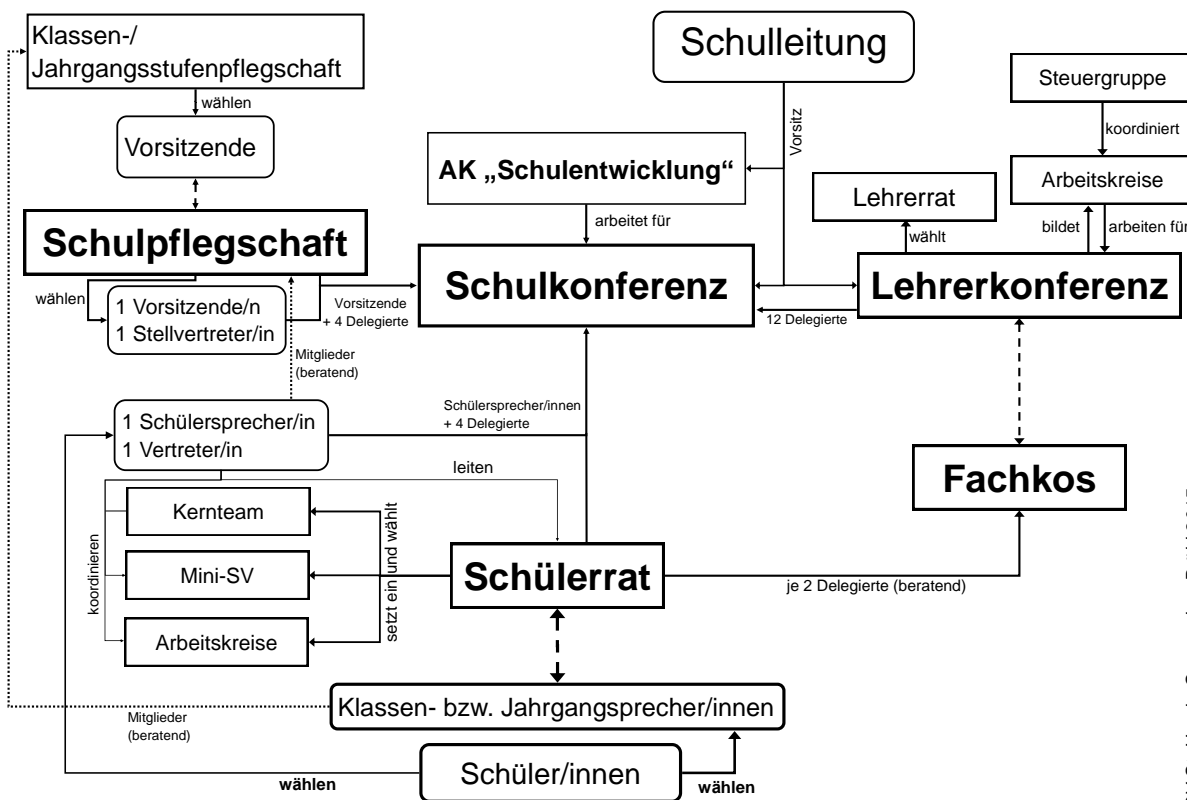 Klassen-/
Jahrgangsstufenpflegschaft
wählen
Vorsitzende
Schulpflegschaft
wählen
1 Vorsitzende/n
1 Stellvertreter/in
Vorsitzende
+ 4 Delegierte
Mitglieder
(beratend)
Schulleitung
Vorsitz
AK „Schulentwicklung“
arbeitet für
Schulkonferenz
Steuergruppe
koordiniert
Arbeitskreise
Lehrerrat
wählt
bildet
arbeiten für
Lehrerkonferenz
12 Delegierte
1 Schülersprecher/in
1 Vertreter/in
Schülersprecher/innen
+ 4 Delegierte
leiten
Fachkos
koordinieren
Kernteam
Mini-SV
Arbeitskreise
setzt ein und wählt
Schülerrat
je 2 Delegierte (beratend)
Klassen- bzw. Jahrgangsprecher/innen
Mitglieder
(beratend)
Schüler/innen
wählen
wählen